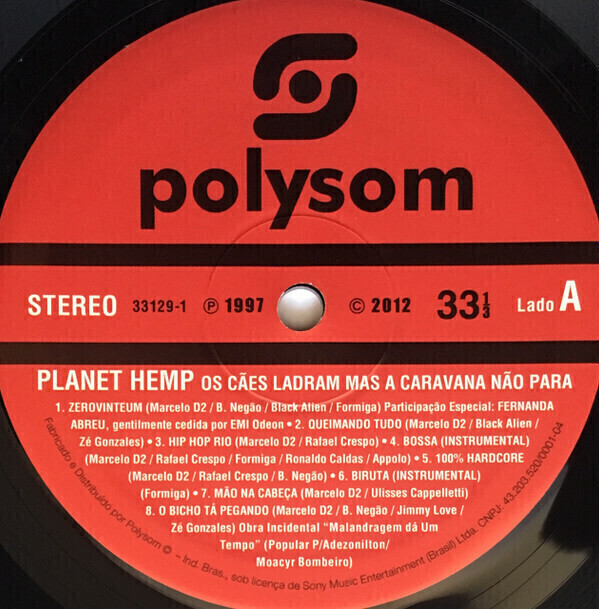 polysom
STEREO 33129-1 ℗ 1997 © 2012 33 1/3 Lado A
PLANET HEMP OS CÃES LADRAM MAS A CARAVANA NÃO PARA
1. ZEROVINTEUM (Marcelo D2 / B. Negão / Black Alien / Formiga) Participação Especial: FERNANDA
ABREU, gentilmente cedida por EMI Odeon • 2. QUEIMANDO TUDO (Marcelo D2 / Black Alien /
Zé Gonzales) • 3. HIP HOP RIO (Marcelo D2 / Rafael Crespo) • 4. BOSSA (INSTRUMENTAL)
(Marcelo D2 / Rafael Crespo / Formiga / Ronaldo Caldas / Appolo) • 5. 100% HARDCORE
(Marcelo D2 / Rafael Crespo / B. Negão) • 6. BIRUTA (INSTRUMENTAL)
(Formiga) • 7. MÃO NA CABEÇA (Marcelo D2 / Ulisses Cappelletti)
8. O BICHO TÁ PEGANDO (Marcelo D2 / B. Negão / Jimmy Love /
Zé Gonzales) Obra Incidental “Malandragem dá Um
Tempo” (Popular P/Adezonilton/
Moacyr Bombeiro)
Fabricado e Distribuído por Polysom © – Ind. Bras., sob licença de Sony Music Entertainment (Brasil) Ltda. CNPJ: 43.203.520/0001-04